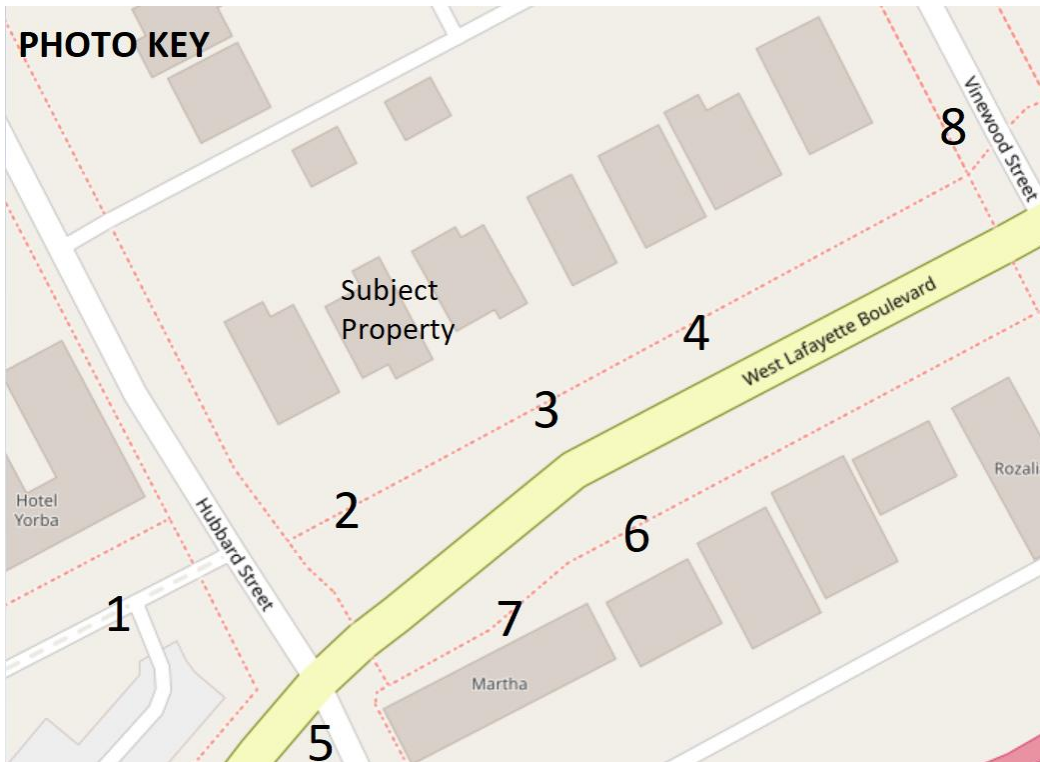 PHOTO KEY
Vinewood Street
8
Subject
Property
4
West Lafayette Boulevard
3
Hotel
Yorba
2
Hubbard Street
6
Rozali
1
7
Martha
5